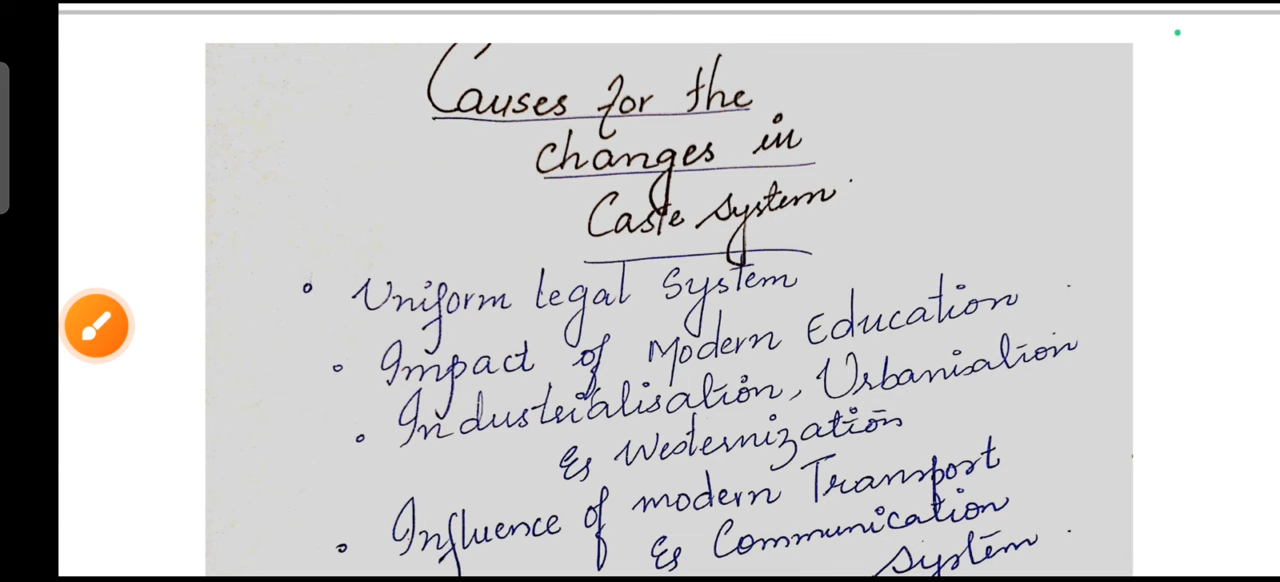 Causes for the
changes in
Caste system
Uniform legal system
Impact of Modern Education
Industrialisation, Urbanisation
& Westernization
Influence of modern Transport
& Communication
system